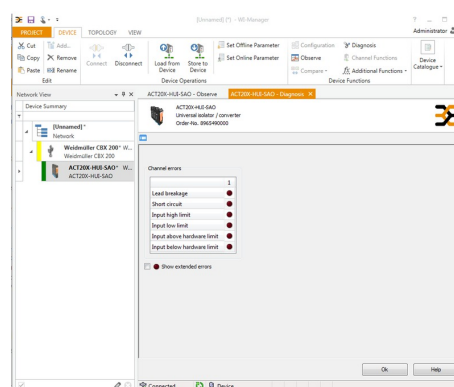 [Unnamed] (*) - WI-Manager
PROJECT DEVICE TOPOLOGY VIEW Administrator
Cut Add... Set Offline Parameter Configuration Diagnosis
Copy Remove Connect Disconnect Load from Device Store to Device Set Online Parameter Observe Channel Functions Device Catalogue
Paste Rename Compare Additional Functions
Edit Device Operations Device Functions
Network View ACT20X-HUI-SAO - Observe ACT20X-HUI-SAO - Diagnosis
Device Summary
ACT20X-HUI-SAO
Universal isolator / converter
Order-No. 8965490000
[Unnamed]*
Network
Weidmüller CBX 200* W...
Weidmüller CBX 200
ACT20X-HUI-SAO* W...
ACT20X-HUI-SAO
Channel errors
1
Lead breakage
Short circuit
Input high limit
Input low limit
Input above hardware limit
Input below hardware limit
Show extended errors
Ok Help
Connected Device